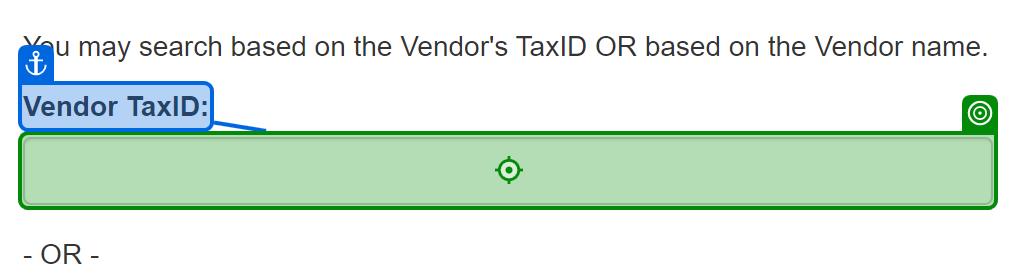 You may search based on the Vendor's TaxID OR based on the Vendor name.
Vendor TaxID:
- OR -